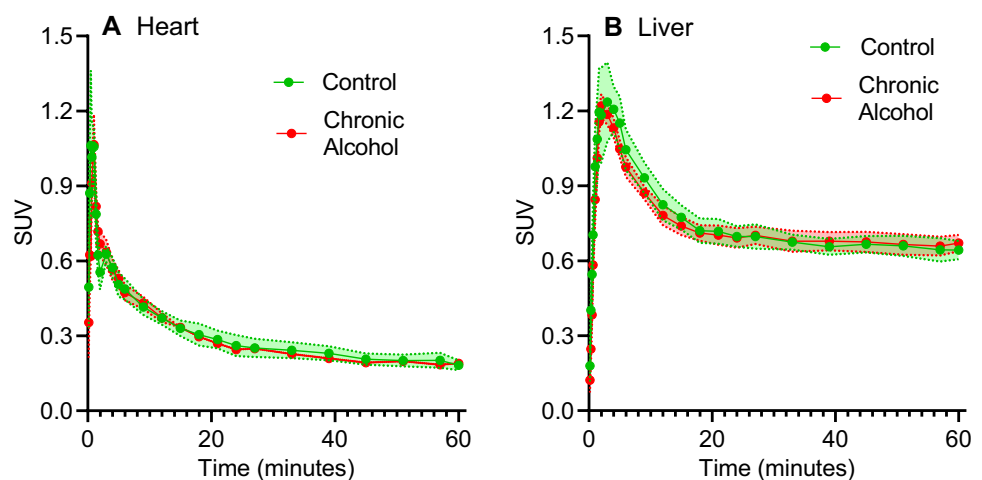 A Heart
1.5
1.2
0.9
0.6
0.3
0.0
SUV
0
20
40
60
Time (minutes)
Control
Chronic
Alcohol
B Liver
1.5
1.2
0.9
0.6
0.3
0.0
SUV
0
20
40
60
Time (minutes)
Control
Chronic
Alcohol